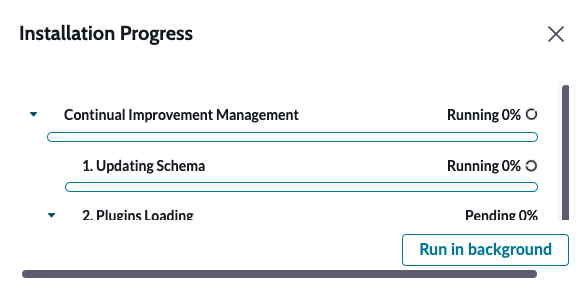 Installation Progress
Continual Improvement Management Running 0%
1. Updating Schema Running 0%
2. Plugins Loading Pending 0%
Run in background